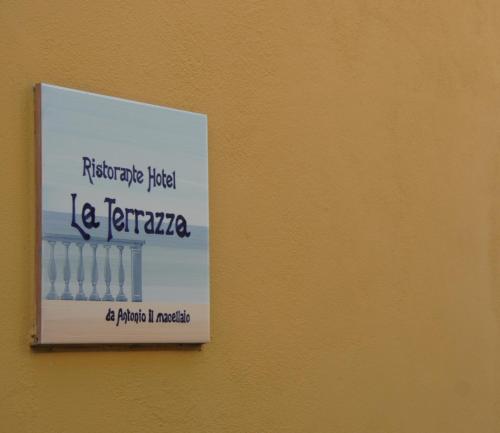 Ristorante Hotel
La Terrazza
da Antonio Il macellaio